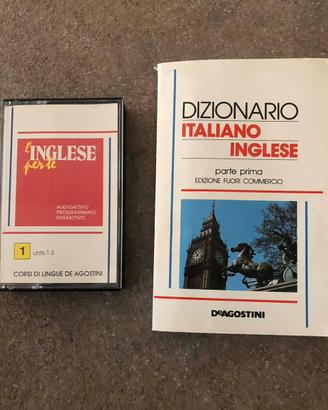 l'INGLESE
per te
AUDIOATTIVO
PROGRAMMATO
INTERATTIVO
1 units 1-3
CORSI DI LINGUE DE AGOSTINI
DIZIONARIO
ITALIANO
INGLESE
parte prima
EDIZIONE FUORI COMMERCIO
DEAGOSTINI